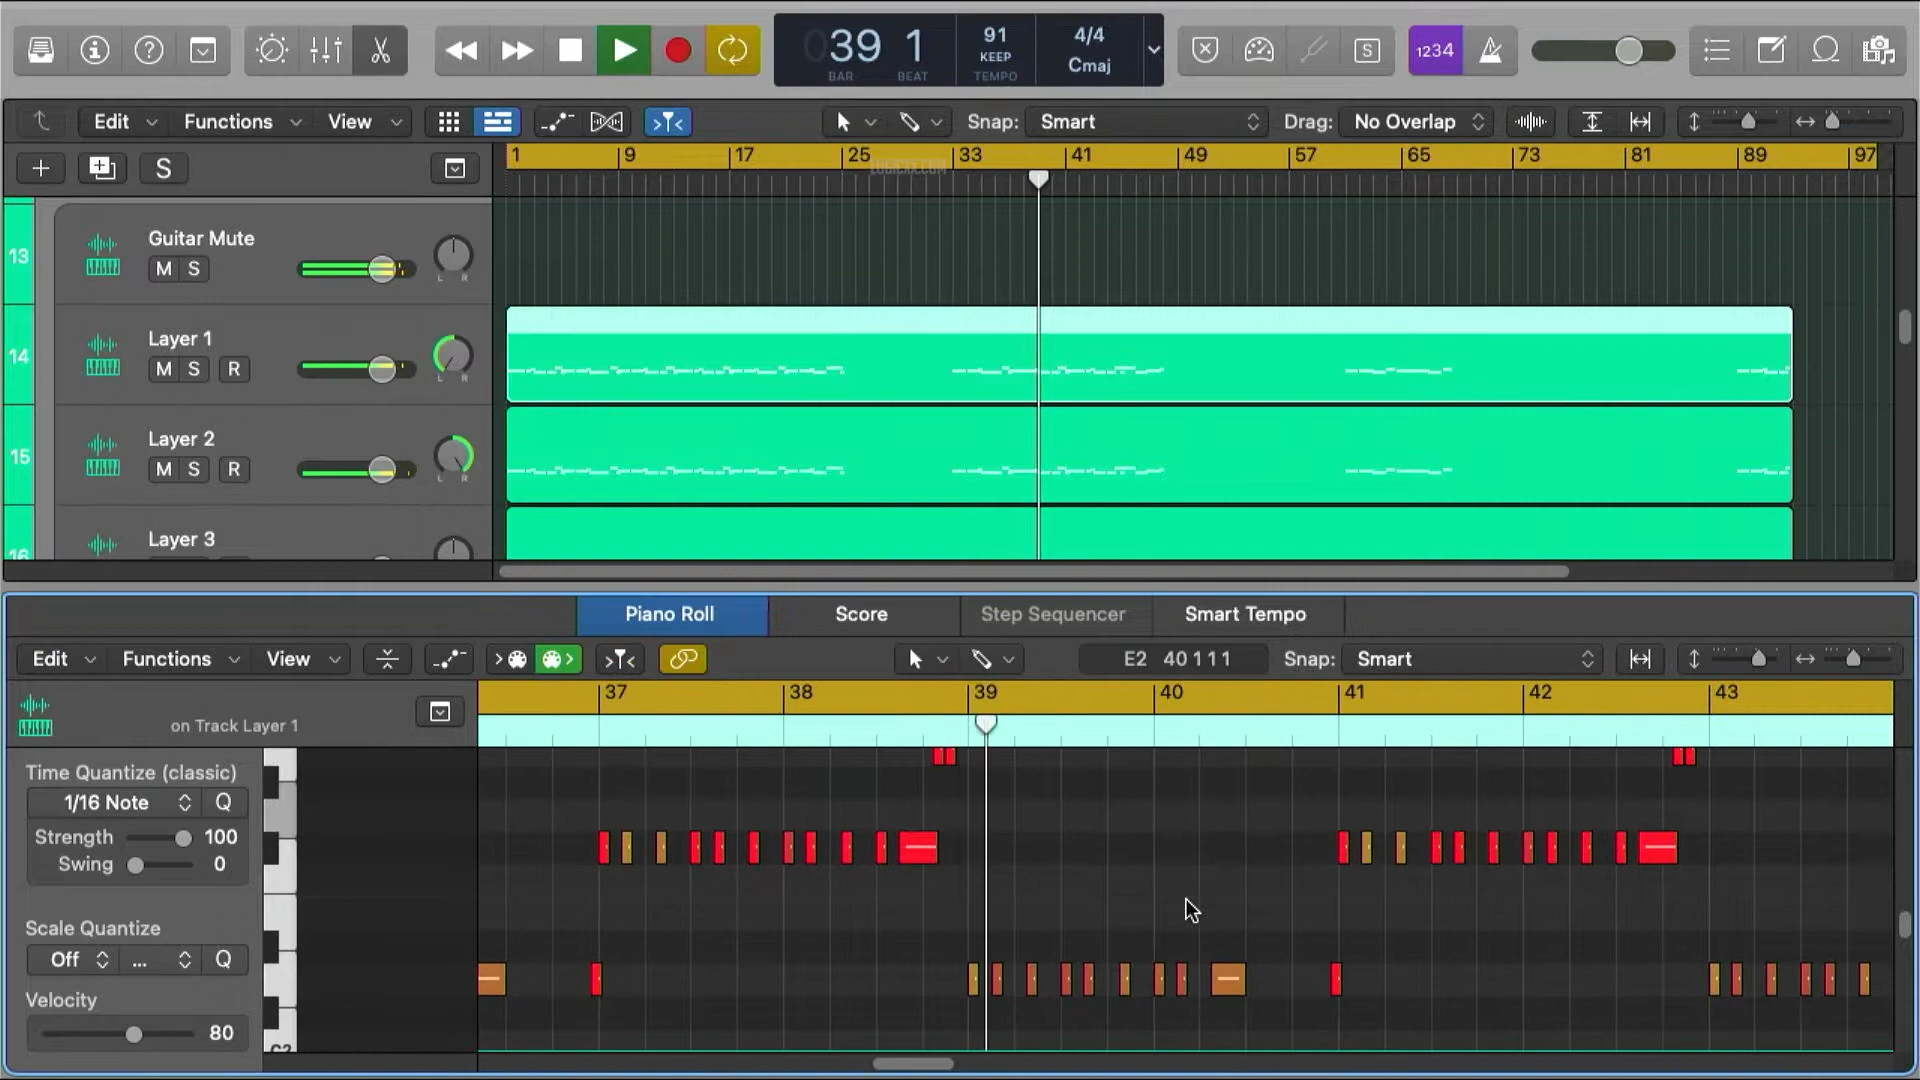 39 1
BAR BEAT
91
KEEP
TEMPO
4/4
Cmaj
S
1234
Edit Functions View Snap: Smart Drag: No Overlap
S
1 9 17 25 33 41 49 57 65 73 81 89 97
LOGICXX.COM
13
Guitar Mute
M S
L R
14
Layer 1
M S R
L R
15
Layer 2
M S R
L R
16
Layer 3
Piano Roll Score Step Sequencer Smart Tempo
Edit Functions View E2 40 1 1 1 Snap: Smart
on Track Layer 1
37 38 39 40 41 42 43
Time Quantize (classic)
1/16 Note Q
Strength 100
Swing 0
Scale Quantize
Off ... Q
Velocity
80
C2